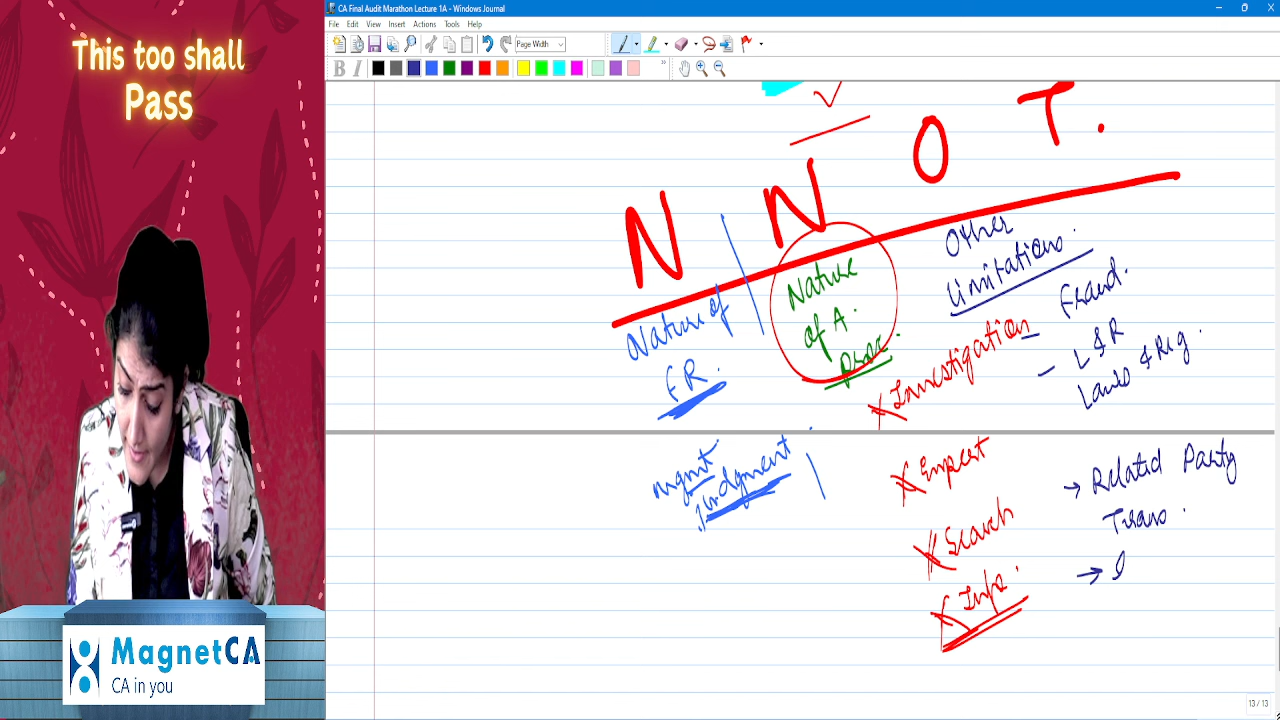 This too shall
Pass
CA Final Audit Marathon Lecture 1A - Windows Journal
File Edit View Insert Actions Tools Help
Page Width
B I
N N O T.
Nature of
FR.
Nature
of A.
proc.
Other
limitations.
x Investigation
- Fraud.
- L & R
Laws & Reg.
mgmt
Judgment
x Expert
x Search
x Infe.
→ Related Party
Trans.
→
MagnetCA
CA in you
13 / 13